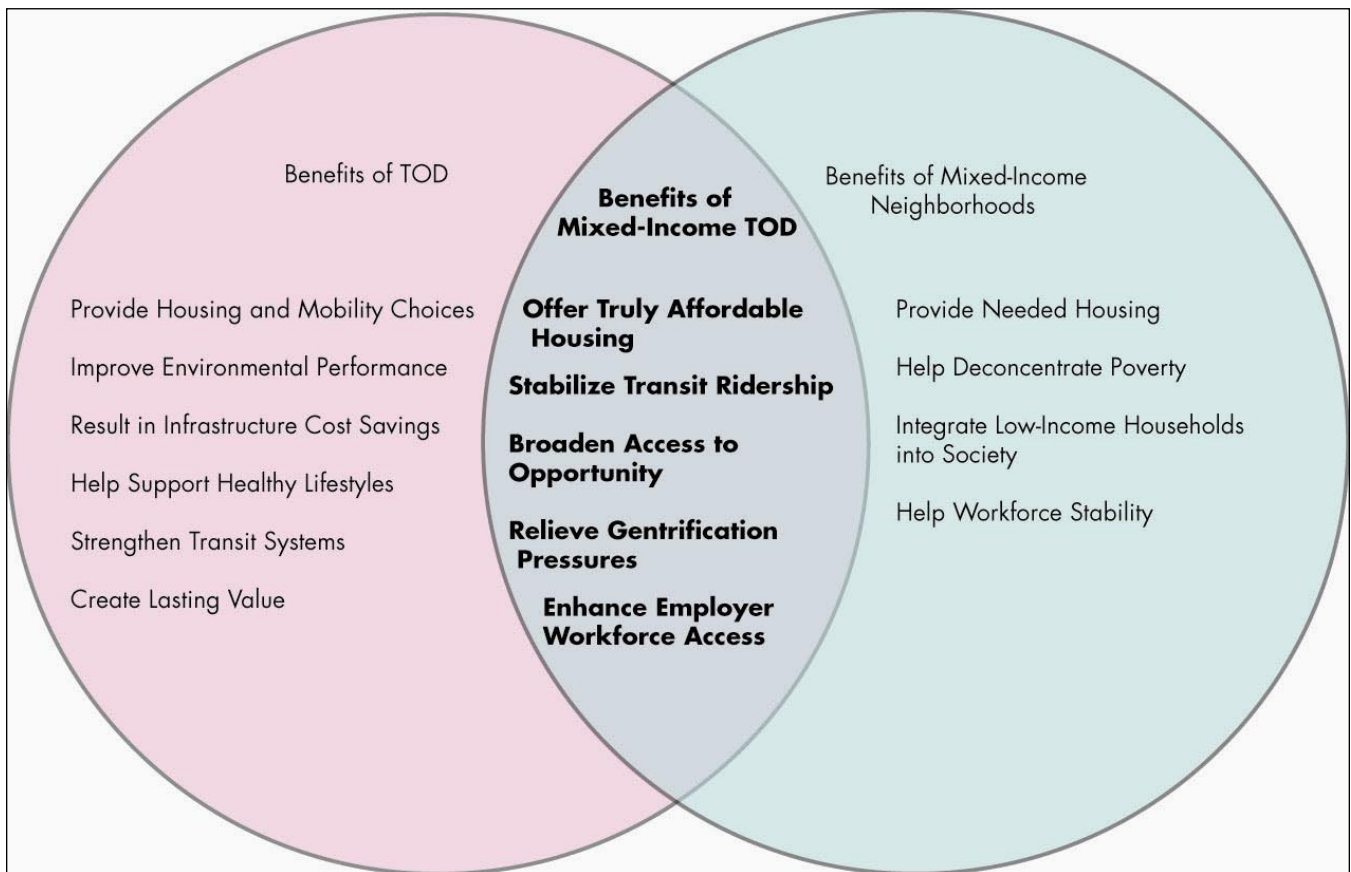 Benefits of TOD
Provide Housing and Mobility Choices
Improve Environmental Performance
Result in Infrastructure Cost Savings
Help Support Healthy Lifestyles
Strengthen Transit Systems
Create Lasting Value
Benefits of
Mixed-Income TOD
Offer Truly Affordable
Housing
Stabilize Transit Ridership
Broaden Access to
Opportunity
Relieve Gentrification
Pressures
Enhance Employer
Workforce Access
Benefits of Mixed-Income
Neighborhoods
Provide Needed Housing
Help Deconcentrate Poverty
Integrate Low-Income Households
into Society
Help Workforce Stability